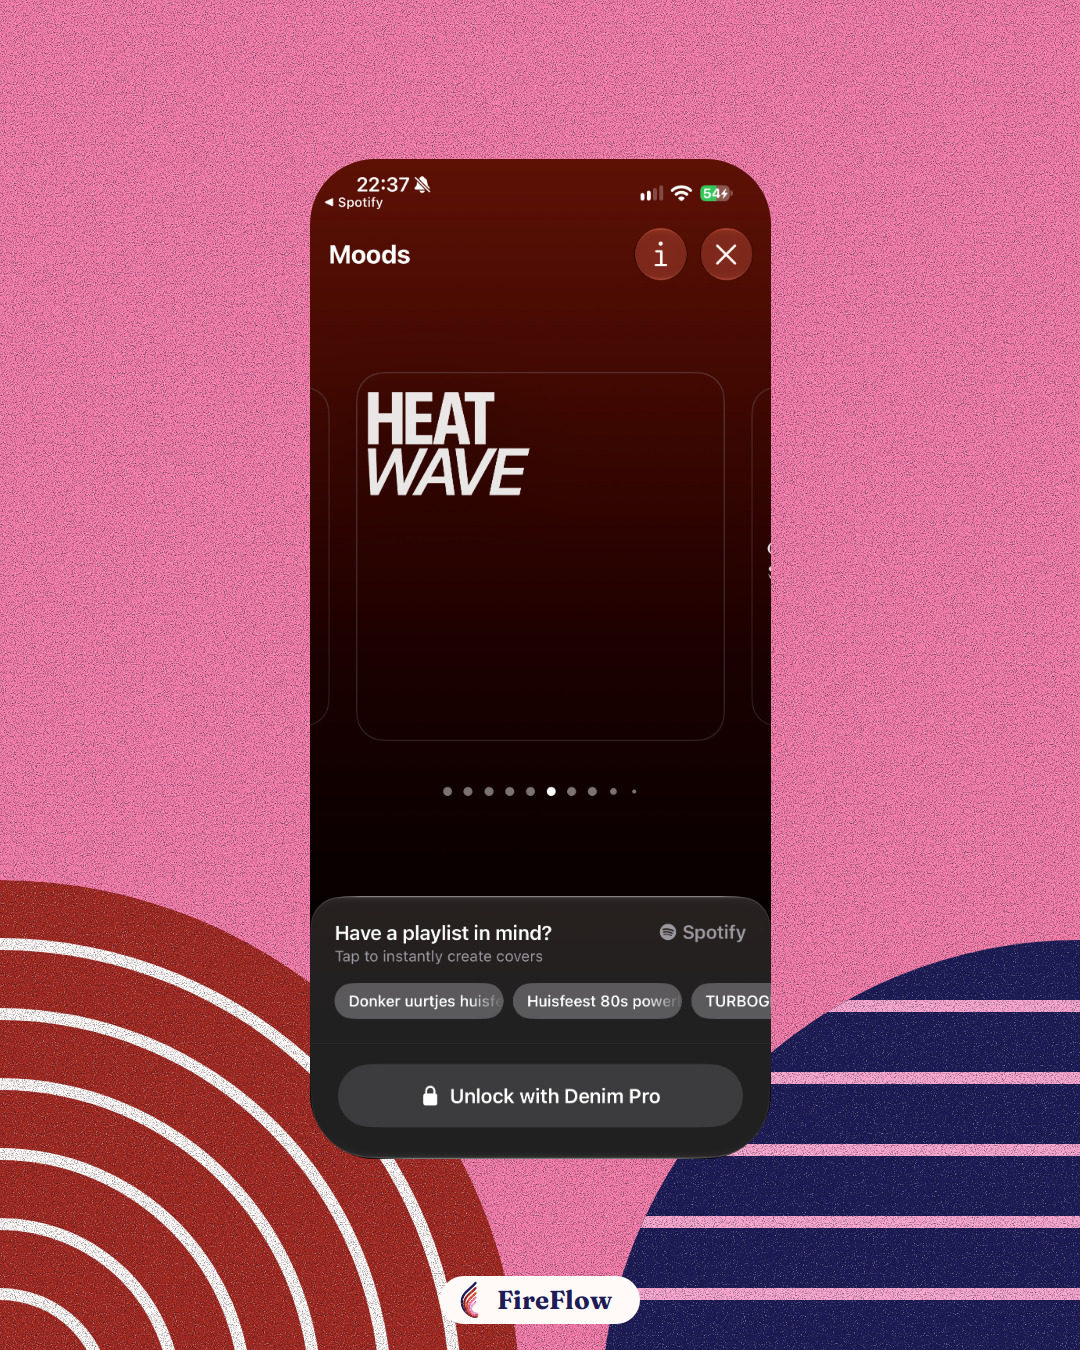 22:37
54
◀ Spotify
Moods
HEAT
WAVE
Have a playlist in mind?
Spotify
Tap to instantly create covers
Donker uurtjes huisfe
Huisfeest 80s power
TURBOG
Unlock with Denim Pro
FireFlow